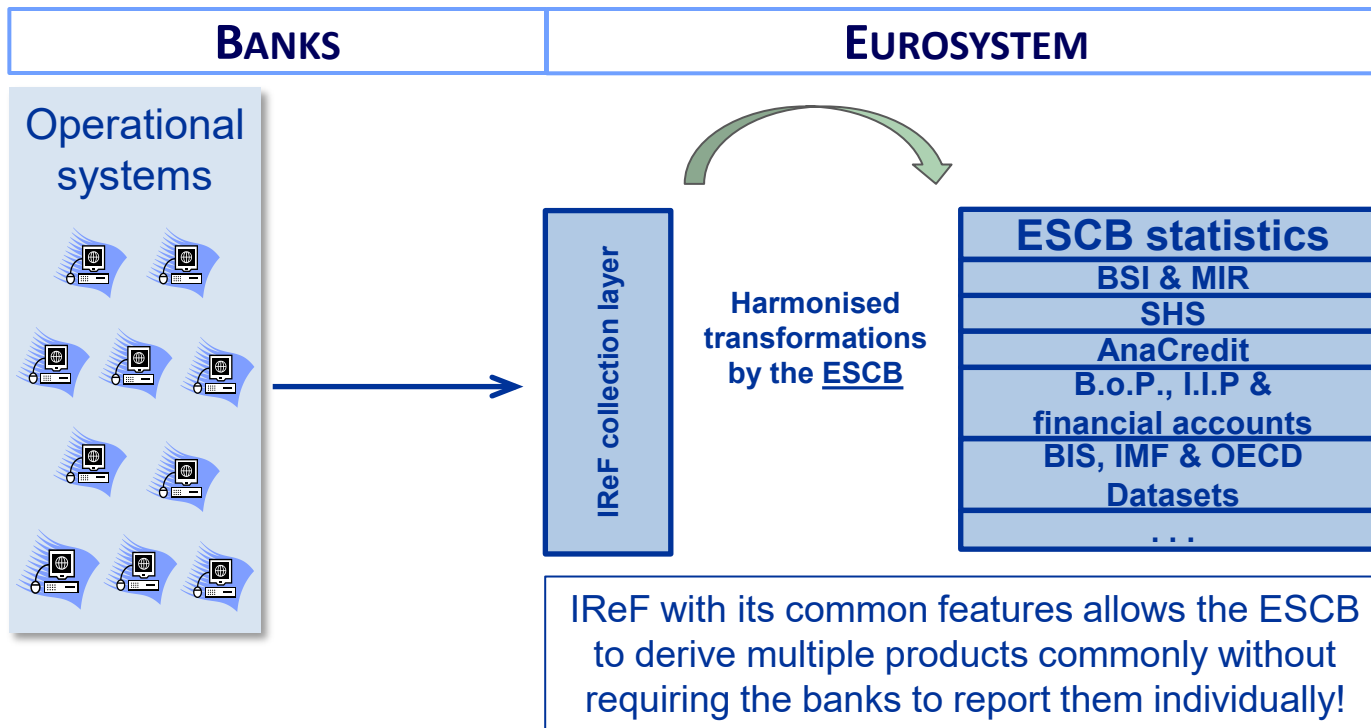 BANKS
EUROSYSTEM
Operational
systems
IReF collection layer
Harmonised
transformations
by the ESCB
ESCB statistics
BSI & MIR
SHS
AnaCredit
B.o.P., I.I.P &
financial accounts
BIS, IMF & OECD
Datasets
. . .
IReF with its common features allows the ESCB
to derive multiple products commonly without
requiring the banks to report them individually!